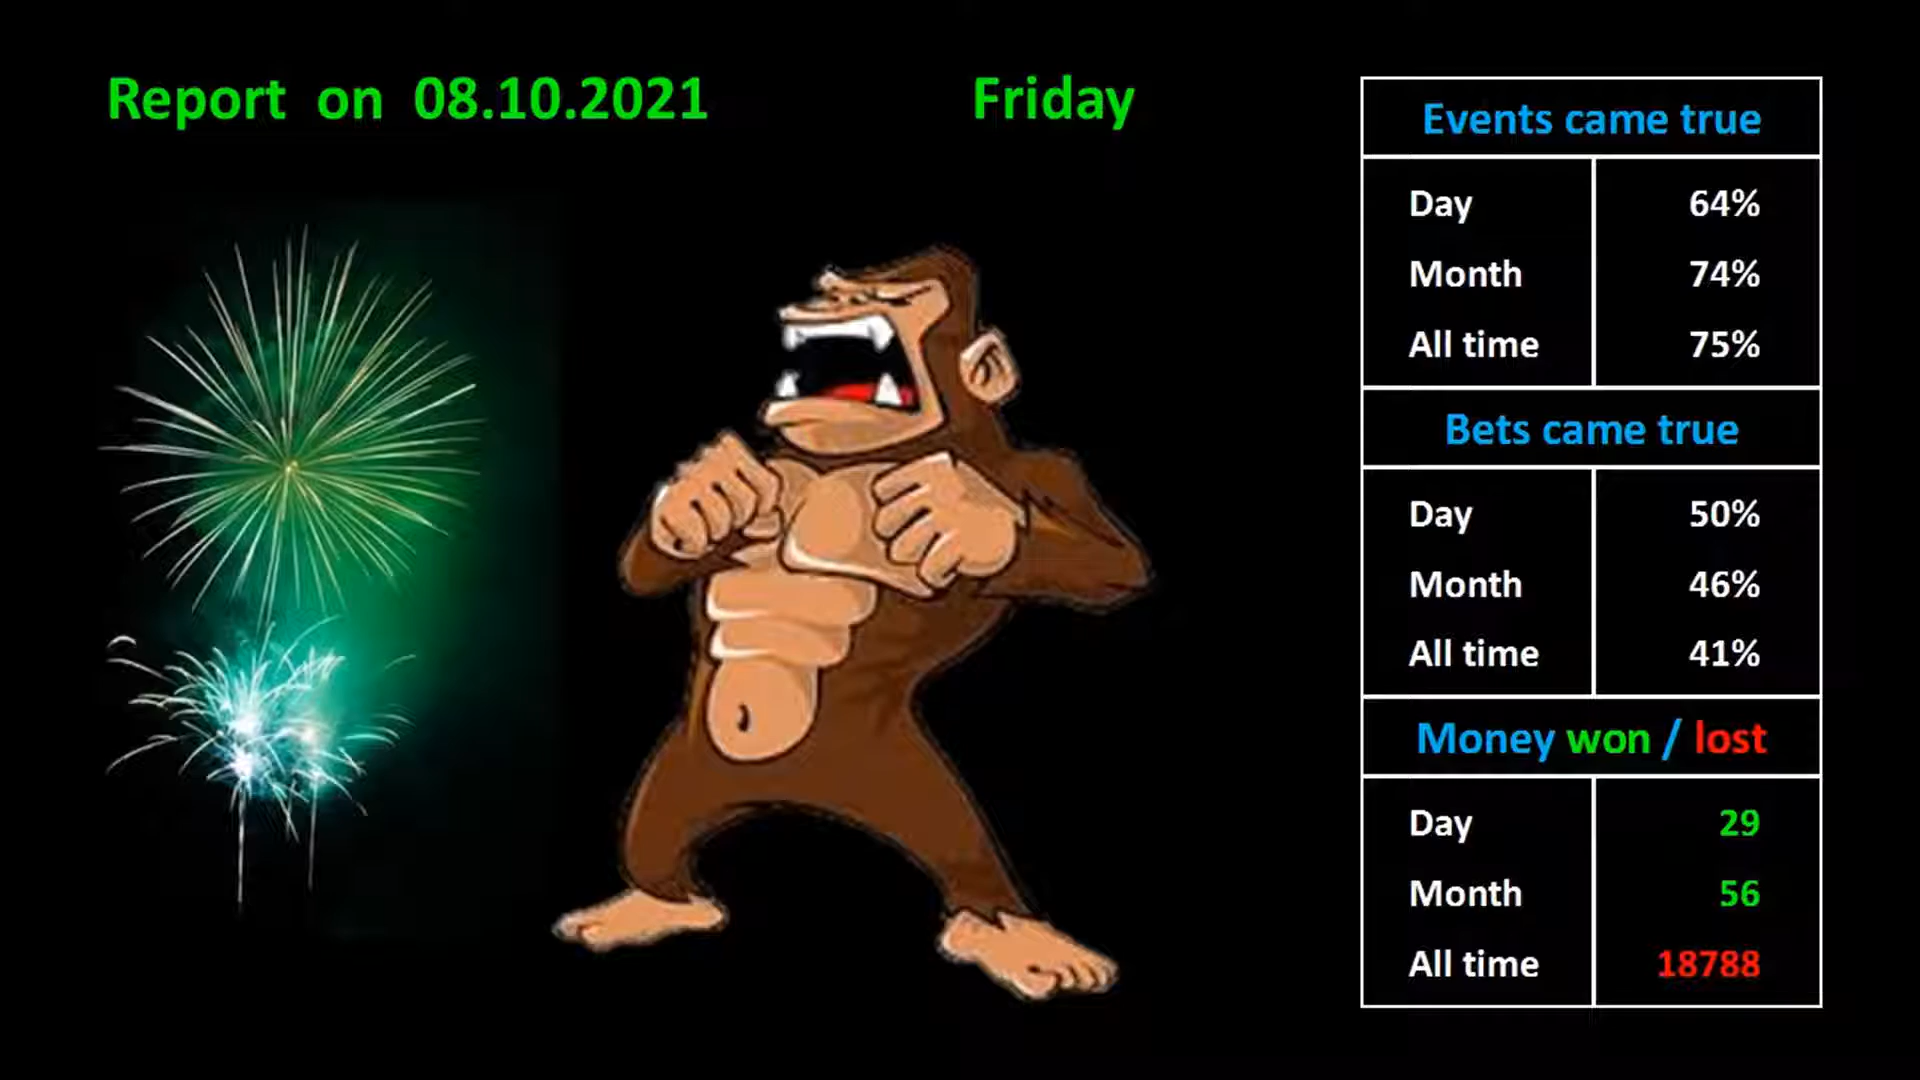 Report on 08.10.2021 Friday
Events came true
Day 64%
Month 74%
All time 75%
Bets came true
Day 50%
Month 46%
All time 41%
Money won / lost
Day 29
Month 56
All time 18788